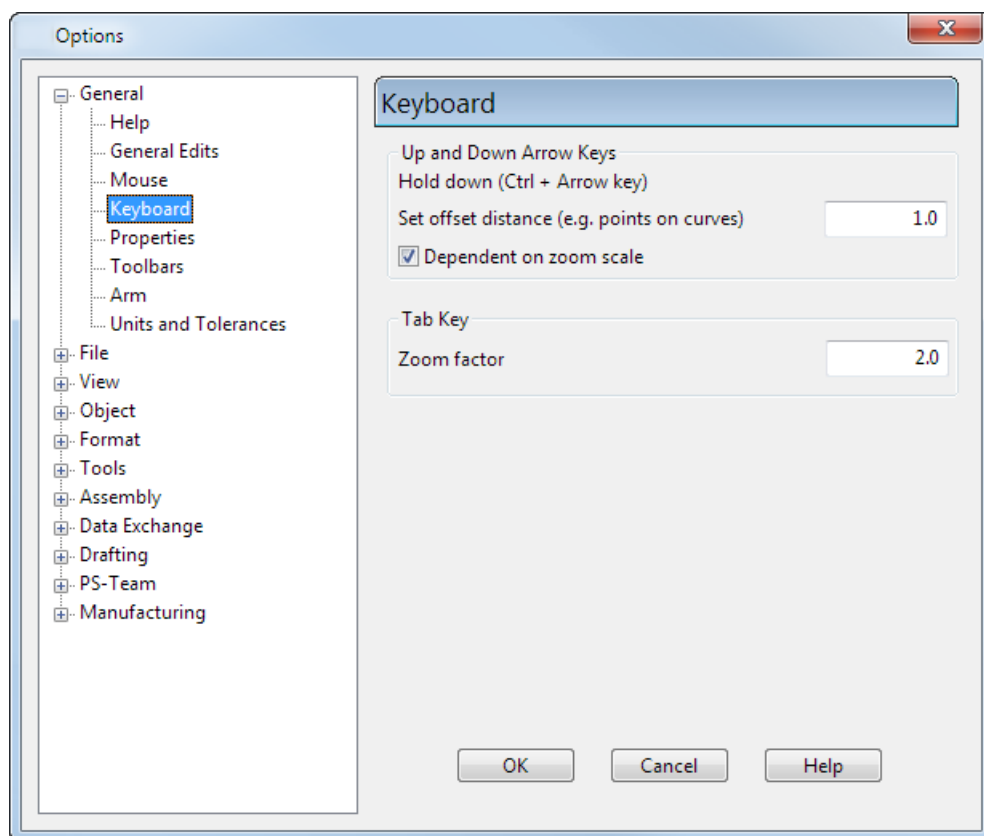 Options
General
Help
General Edits
Mouse
Keyboard
Properties
Toolbars
Arm
Units and Tolerances
File
View
Object
Format
Tools
Assembly
Data Exchange
Drafting
PS-Team
Manufacturing
Keyboard
Up and Down Arrow Keys
Hold down (Ctrl + Arrow key)
Set offset distance (e.g. points on curves) 1.0
Dependent on zoom scale
Tab Key
Zoom factor 2.0
OK Cancel Help